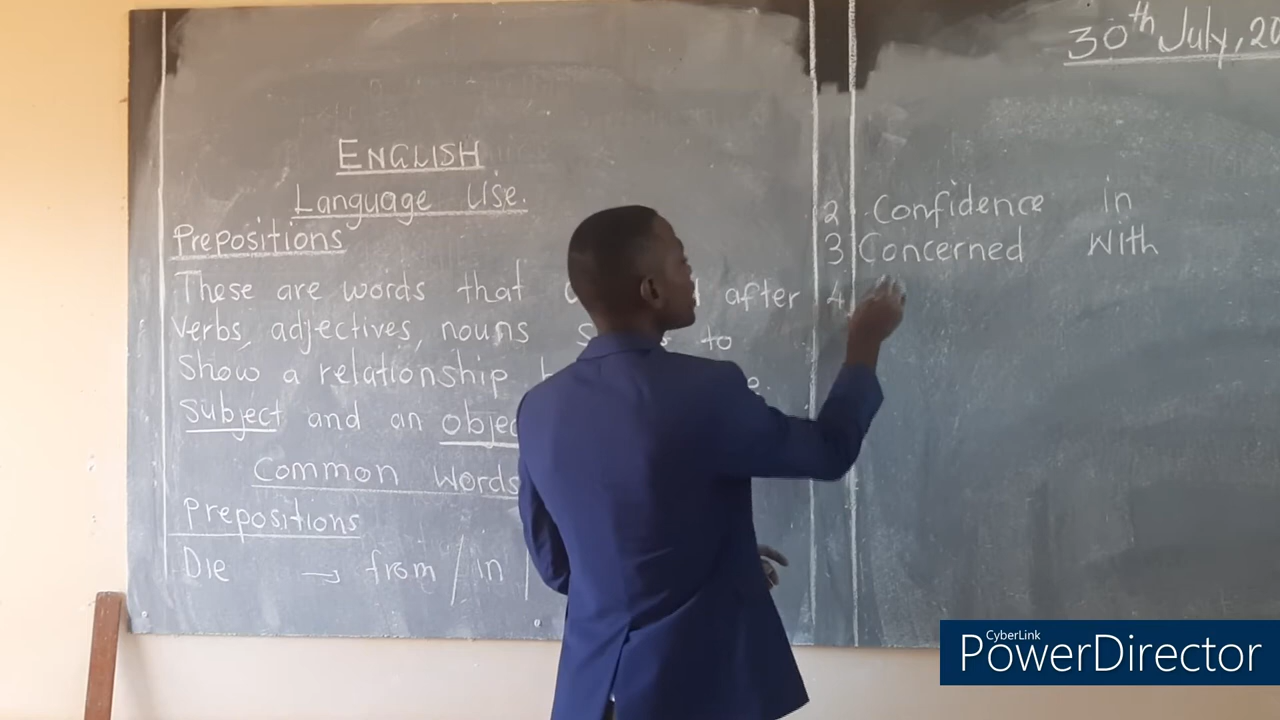 ENGLISH
Language Use.
Prepositions
These are words that after
verbs, adjectives, nouns to
Show a relationship
subject and an objec
Common Words
Prepositions
Die → from / in /
30th July, 20
2 Confidence in
3 Concerned with
4
CyberLink
PowerDirector